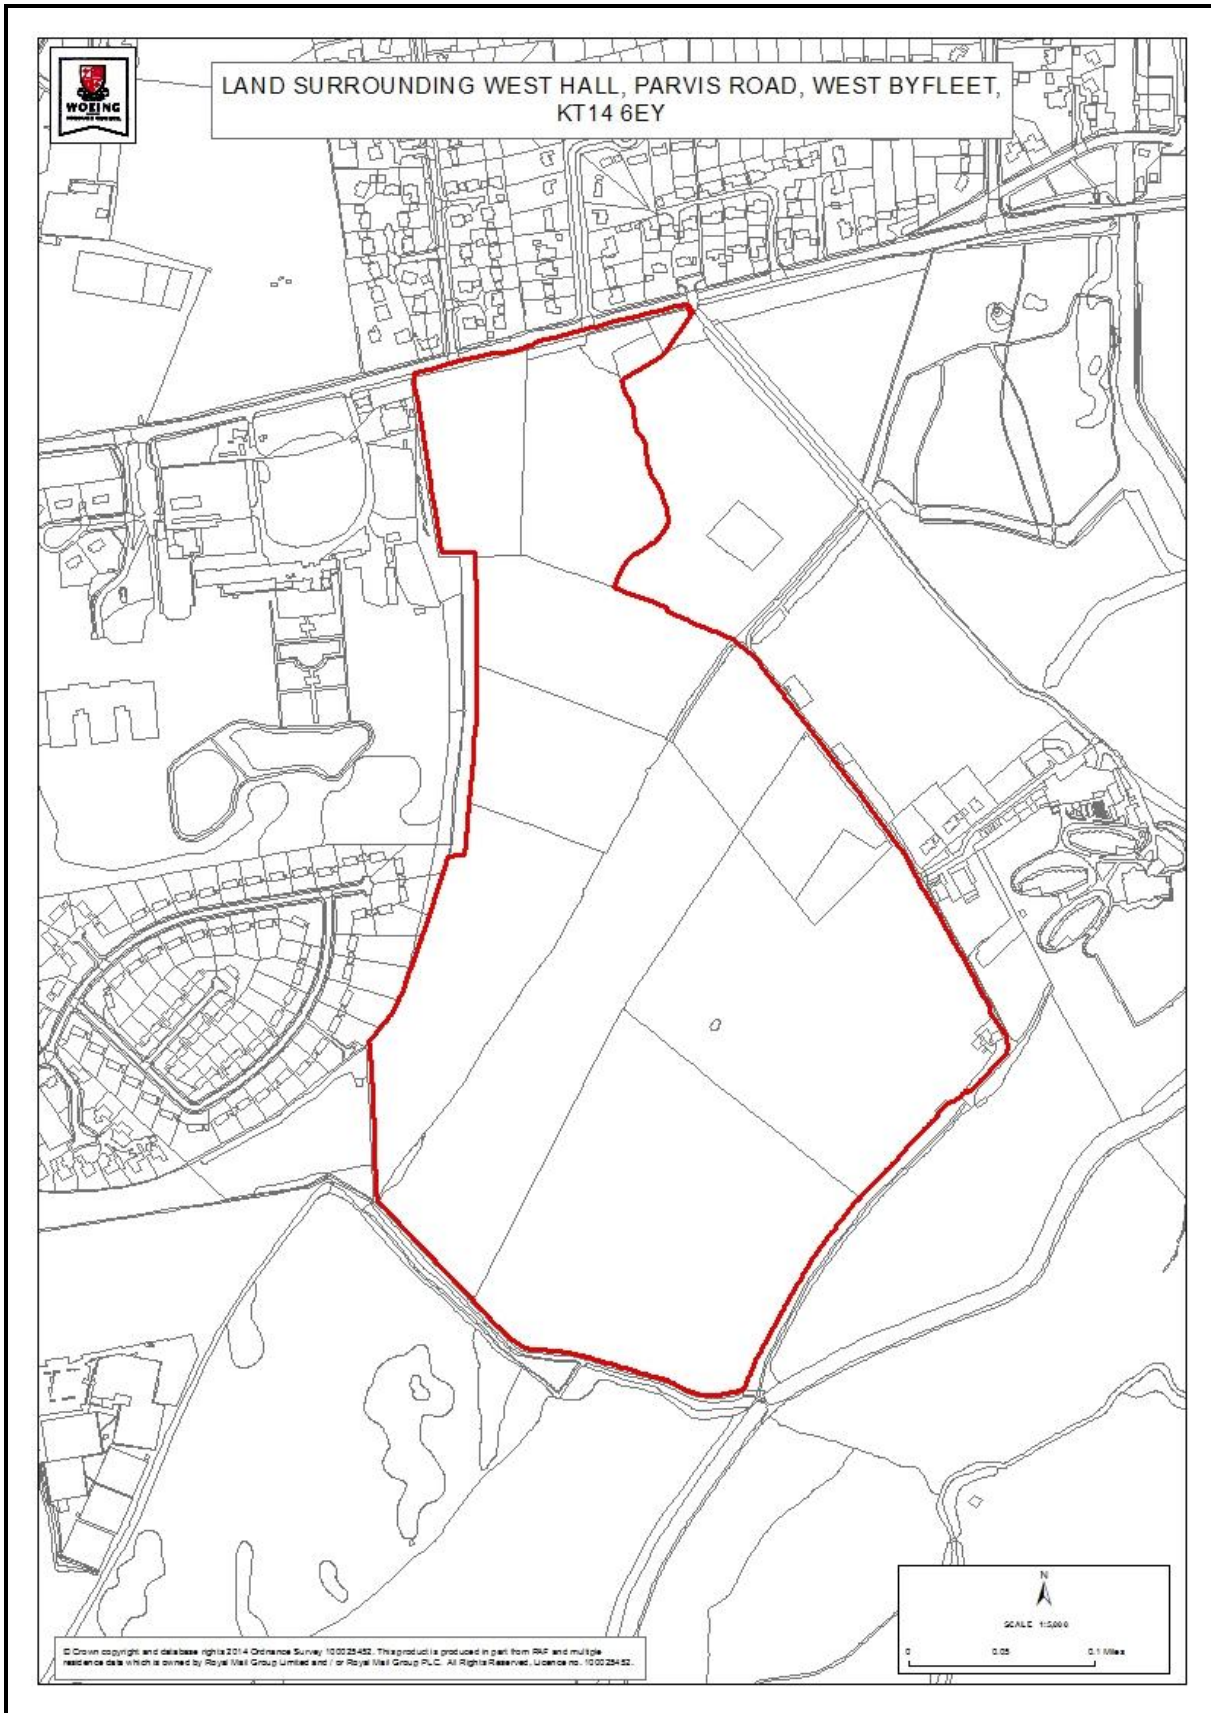 WOKING
BOROUGH COUNCIL
LAND SURROUNDING WEST HALL, PARVIS ROAD, WEST BYFLEET,
KT14 6EY
N
SCALE 1:5,000
0 0.05 0.1 Miles
© Crown copyright and database rights 2014 Ordnance Survey 100025452. This product is produced in part from PAF and multiple
residence data which is owned by Royal Mail Group Limited and / or Royal Mail Group PLC. All Rights Reserved, Licence no. 100025452.